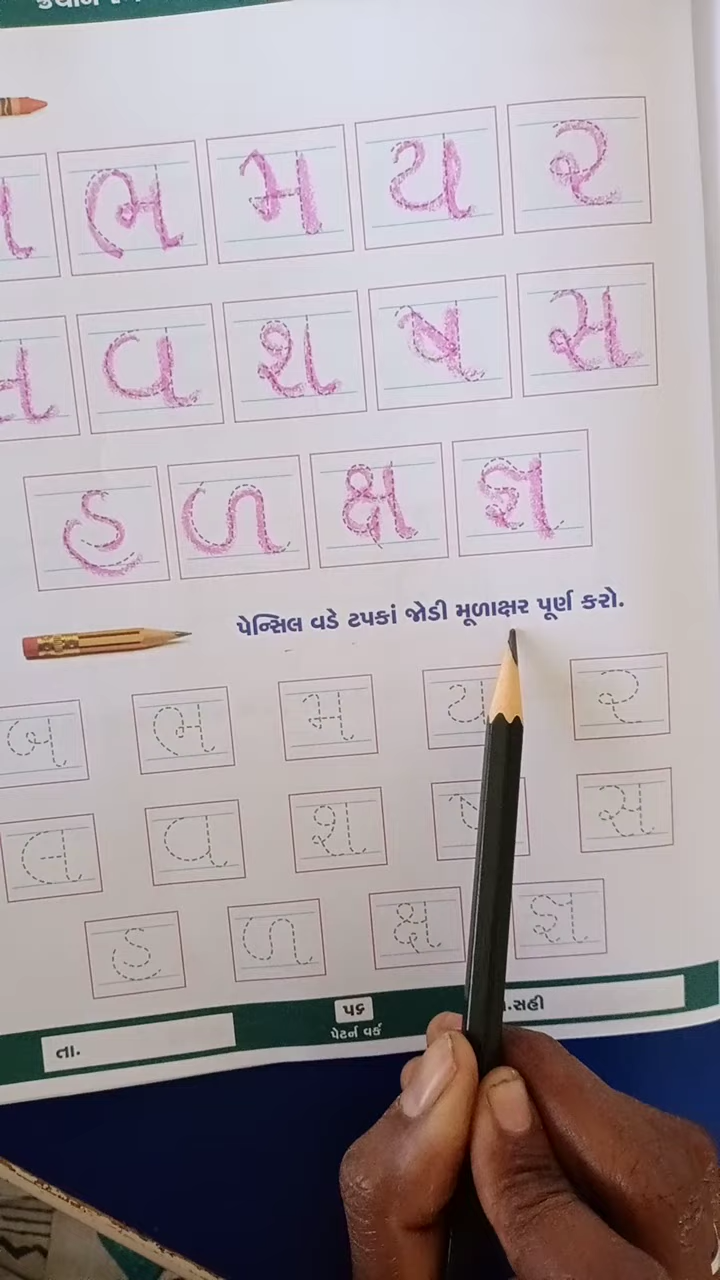 ભ મ ય ર
વ શ ષ સ
હ ળ ક્ષ જ્ઞ
પેન્સિલ વડે ટપકાં જોડી મૂળાક્ષર પૂર્ણ કરો.
બ ભ મ ય ર
લ વ શ ષ સ
હ ળ ક્ષ જ્ઞ
તા. ૫૬ .સહી
પેટર્ન વર્ક